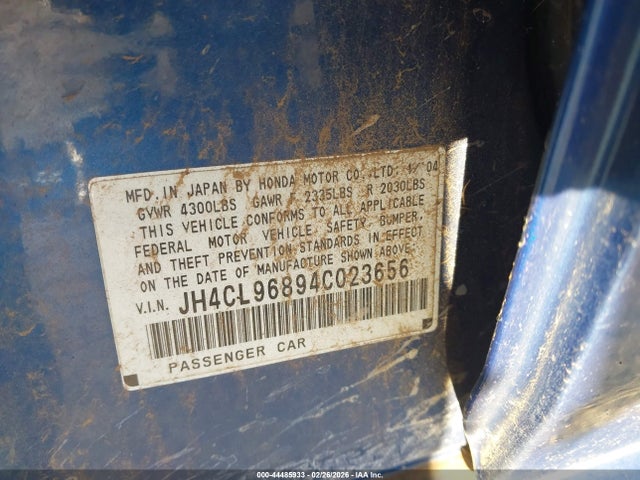 MFD. IN JAPAN BY HONDA MOTOR CO.,LTD. 1/'04
GVWR 4300LBS GAWR F 2335LBS R 2030LBS
THIS VEHICLE CONFORMS TO ALL APPLICABLE
FEDERAL MOTOR VEHICLE SAFETY, BUMPER,
AND THEFT PREVENTION STANDARDS IN EFFECT
ON THE DATE OF MANUFACTURE SHOWN ABOVE.
V.I.N. JH4CL96894C023656
PASSENGER CAR
000-44485933 - 02/26/2026 - IAA Inc.